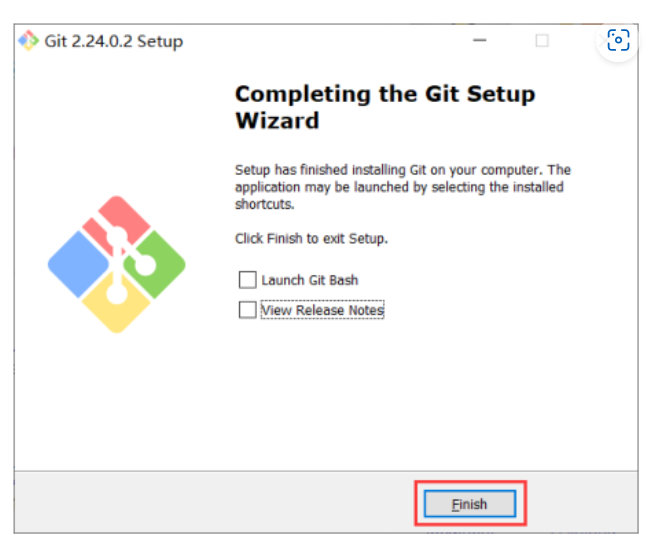 Git 2.24.0.2 Setup
Completing the Git Setup
Wizard
Setup has finished installing Git on your computer. The
application may be launched by selecting the installed
shortcuts.
Click Finish to exit Setup.
Launch Git Bash
View Release Notes
Finish